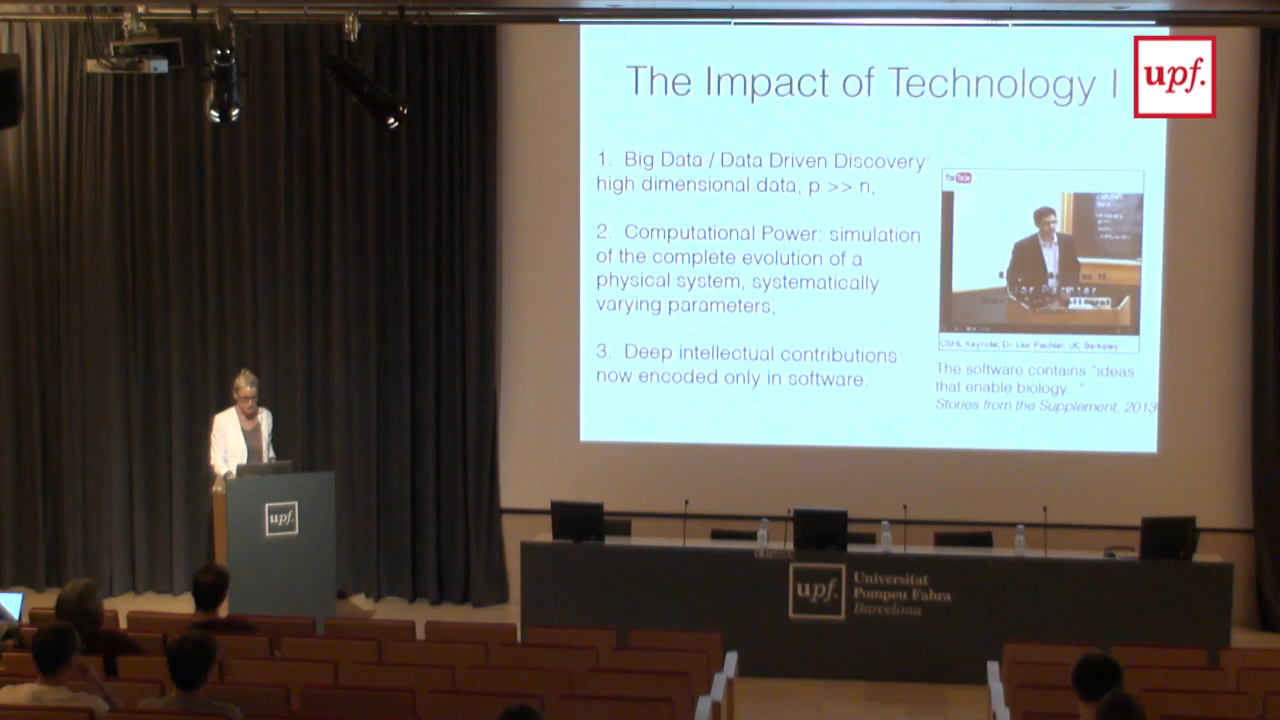 The Impact of Technology I
upf.
1. Big Data / Data Driven Discovery:
high dimensional data, p >> n,
2. Computational Power: simulation
of the complete evolution of a
physical system, systematically
varying parameters,
3. Deep intellectual contributions
now encoded only in software.
YouTube
Lior Pachter
CSHL Keynote, Dr. Lior Pachter, UC Berkeley
The software contains "ideas
that enable biology..."
Stories from the Supplement, 2013
upf.
upf.
Universitat
Pompeu Fabra
Barcelona